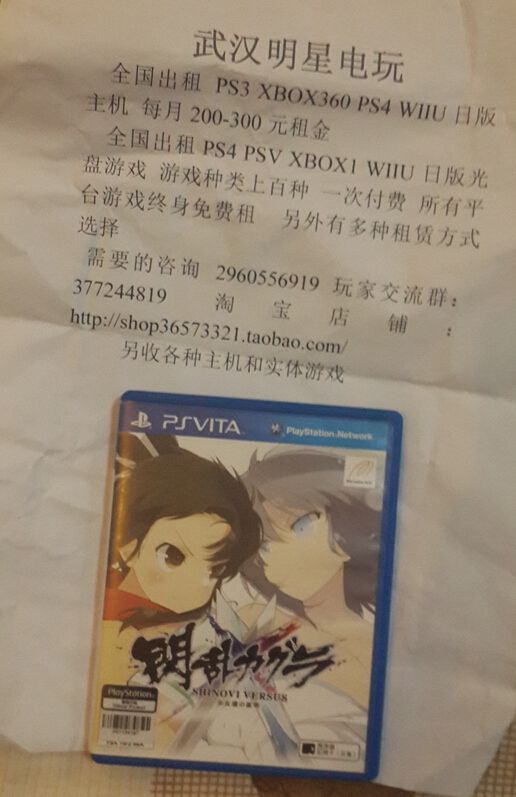 武汉明星电玩
全国出租 PS3 XBOX360 PS4 WIIU 日版
主机 每月 200-300 元租金
全国出租 PS4 PSV XBOX1 WIIU 日版光
盘游戏 游戏种类上百种 一次付费 所有平
台游戏终身免费租 另外有多种租赁方式
选择
需要的咨询 2960556919 玩家交流群:
377244819 淘宝店铺:
http://shop36573321.taobao.com/
另收各种主机和实体游戏
PSVITA
PlayStation Network
閃乱カグラ
SHINOVI VERSUS
PlayStation